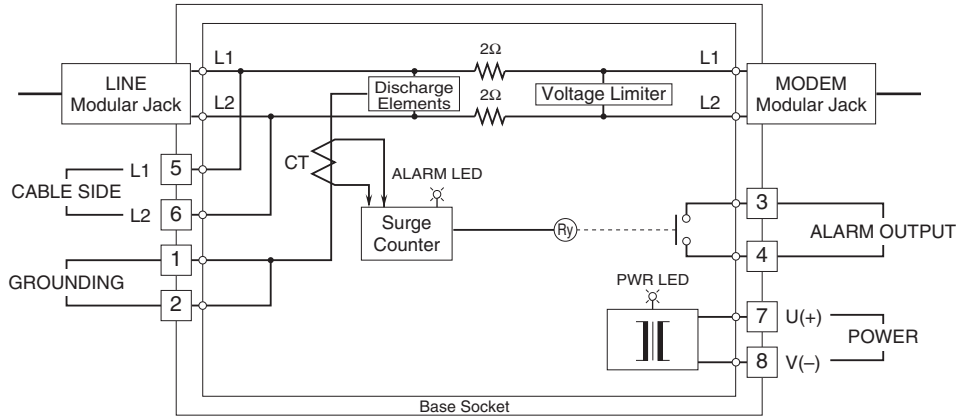 L1
2Ω
L1
LINE
Modular Jack
Discharge
Elements
Voltage Limiter
MODEM
Modular Jack
L2
2Ω
L2
CT
ALARM LED
L1
5
CABLE SIDE
L2
6
Surge
Counter
Ry
3
ALARM OUTPUT
4
1
GROUNDING
2
PWR LED
7
U(+)
POWER
8
V(–)
Base Socket